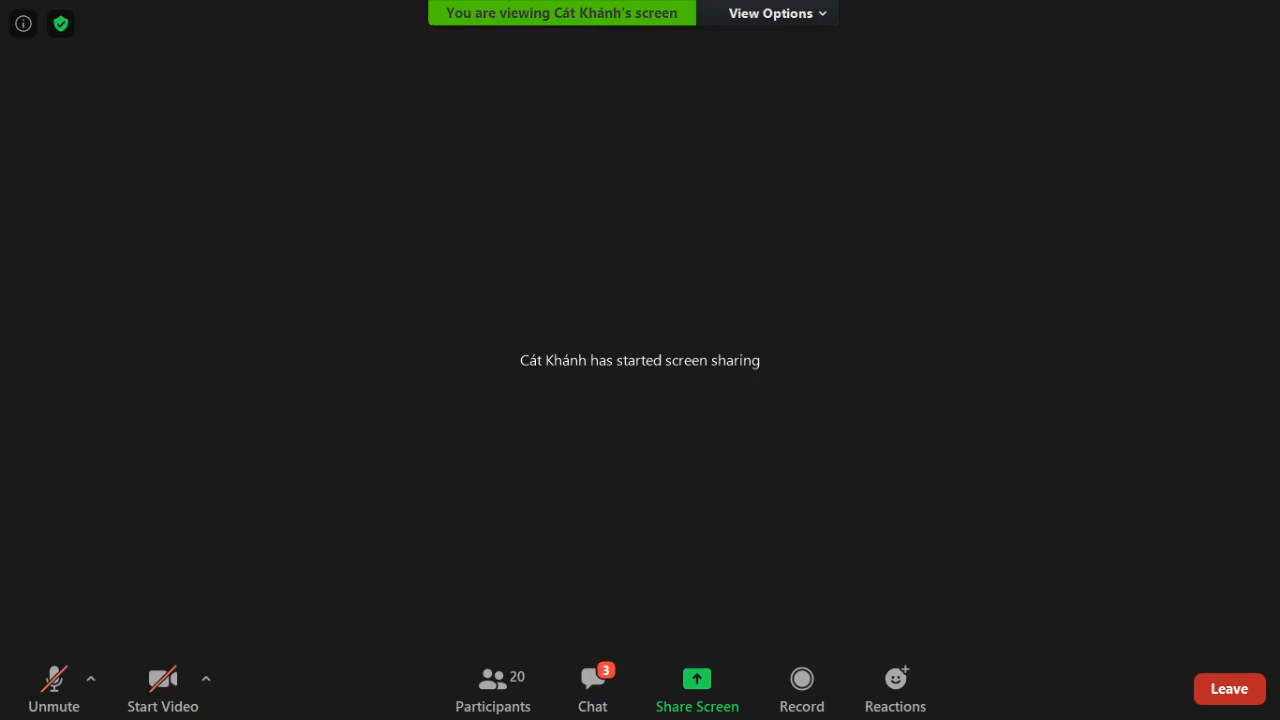 You are viewing Cát Khánh's screen View Options
Cát Khánh has started screen sharing
20 3
Unmute Start Video Participants Chat Share Screen Record Reactions Leave